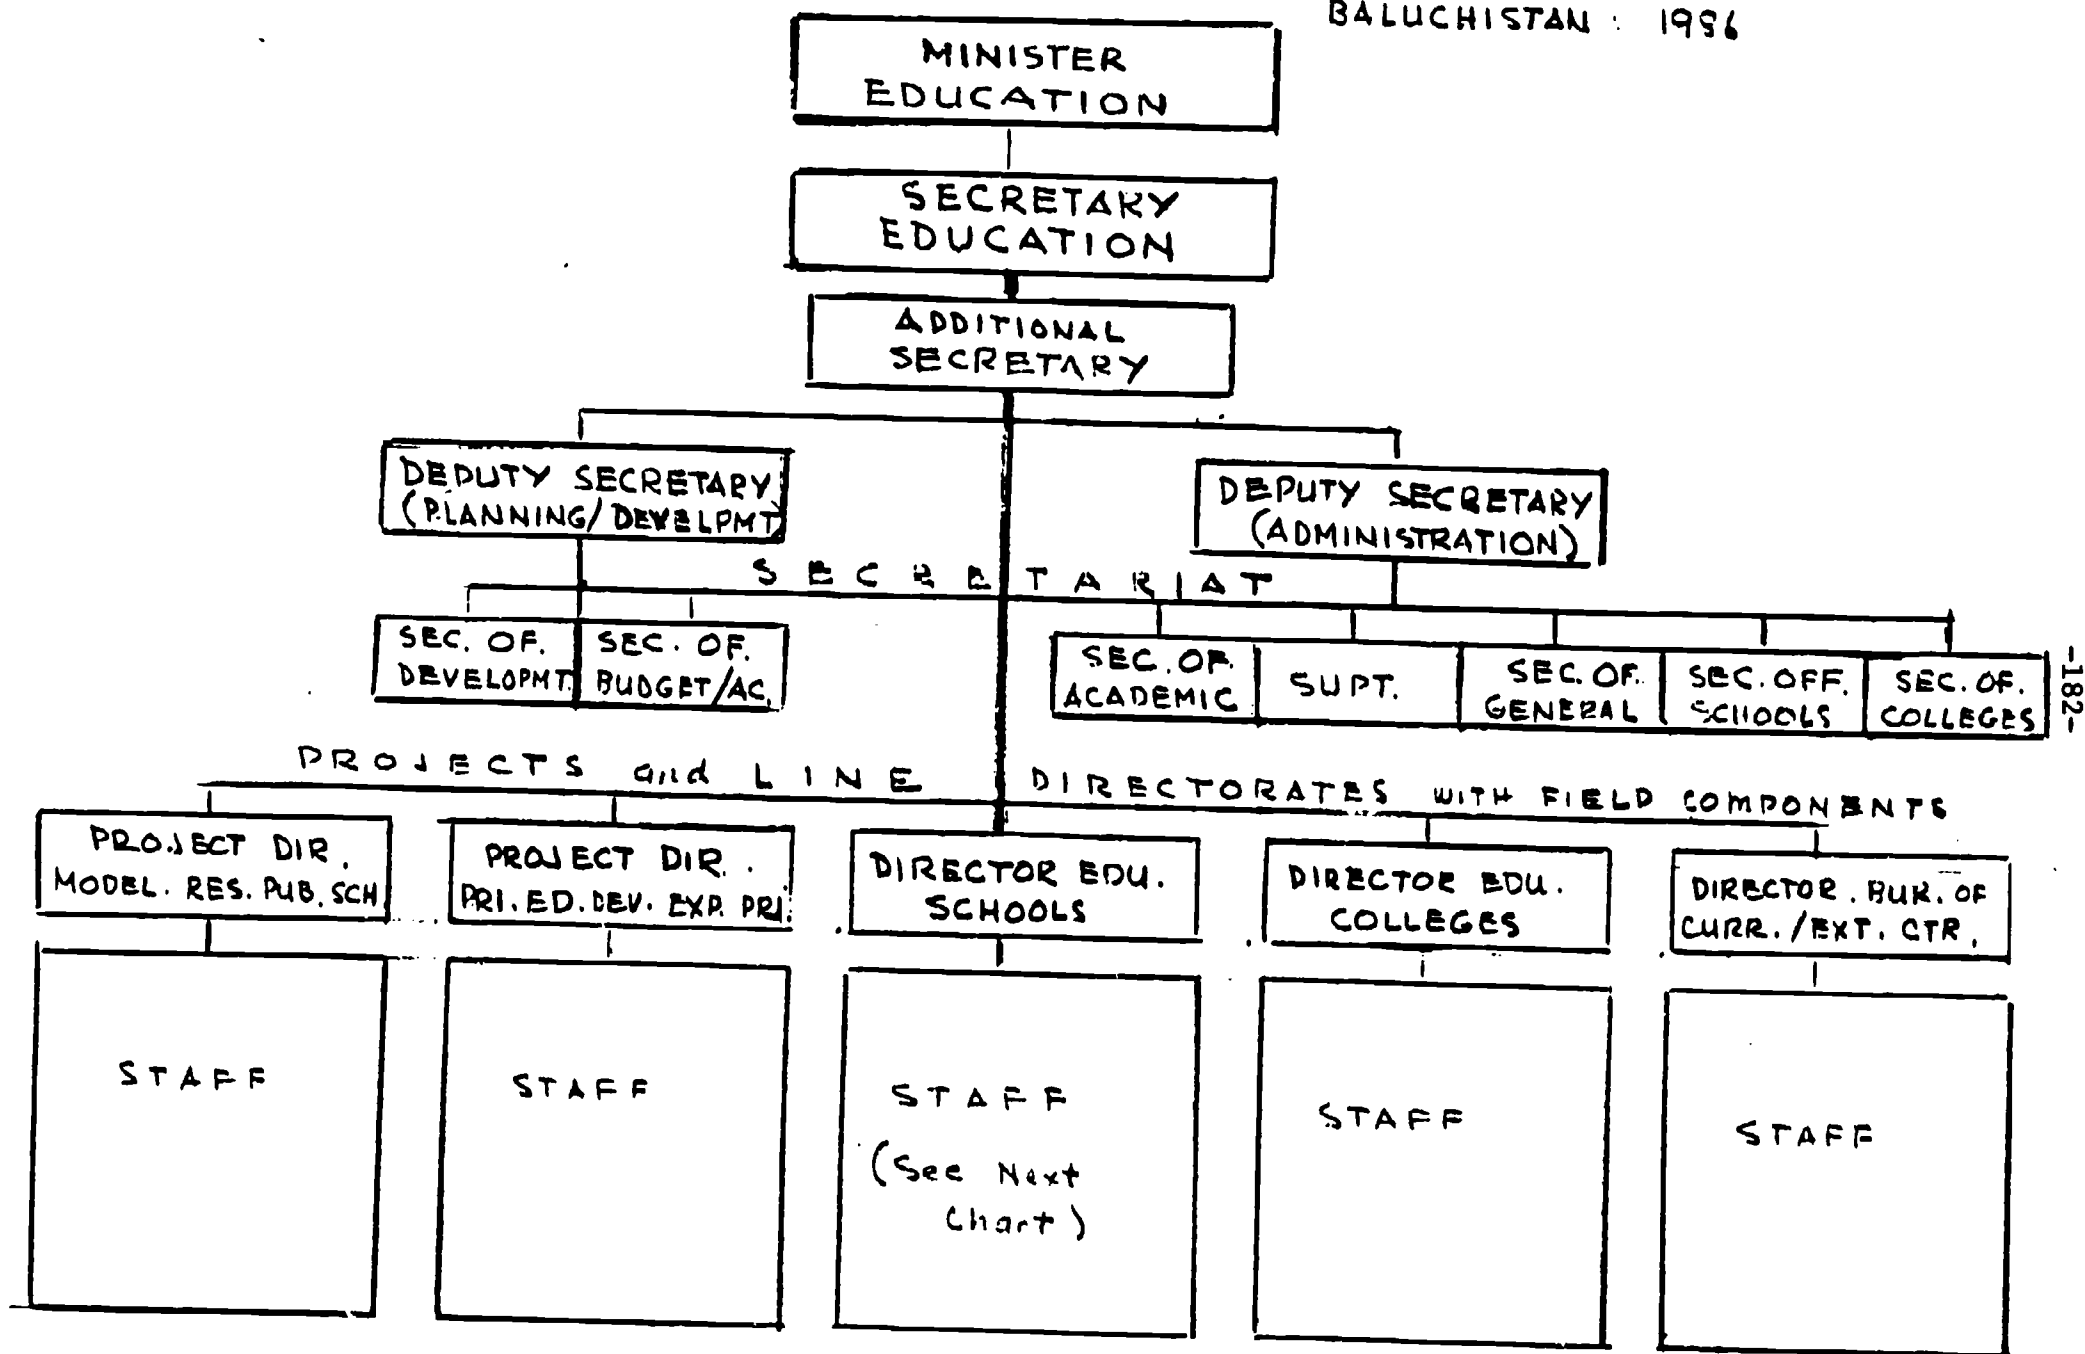 BALUCHISTAN : 1986
MINISTER
EDUCATION
SECRETARY
EDUCATION
ADDITIONAL
SECRETARY
DEPUTY SECRETARY
(PLANNING/DEVELPMT)
DEPUTY SECRETARY
(ADMINISTRATION)
SECRETARIAT
SEC. OF.
DEVELOPMT.
SEC. OF.
BUDGET/AC.
SEC. OF.
ACADEMIC
SUPT.
SEC. OF.
GENERAL
SEC. OFF.
SCHOOLS
SEC. OF.
COLLEGES
-182-
PROJECTS and LINE DIRECTORATES WITH FIELD COMPONENTS
PROJECT DIR.
MODEL. RES. PUB. SCH
PROJECT DIR.
PRI. ED. DEV. EXP. PRI.
DIRECTOR EDU.
SCHOOLS
DIRECTOR EDU.
COLLEGES
DIRECTOR. BUR. OF
CURR./EXT. CTR.
STAFF
STAFF
STAFF
(See Next
Chart)
STAFF
STAFF